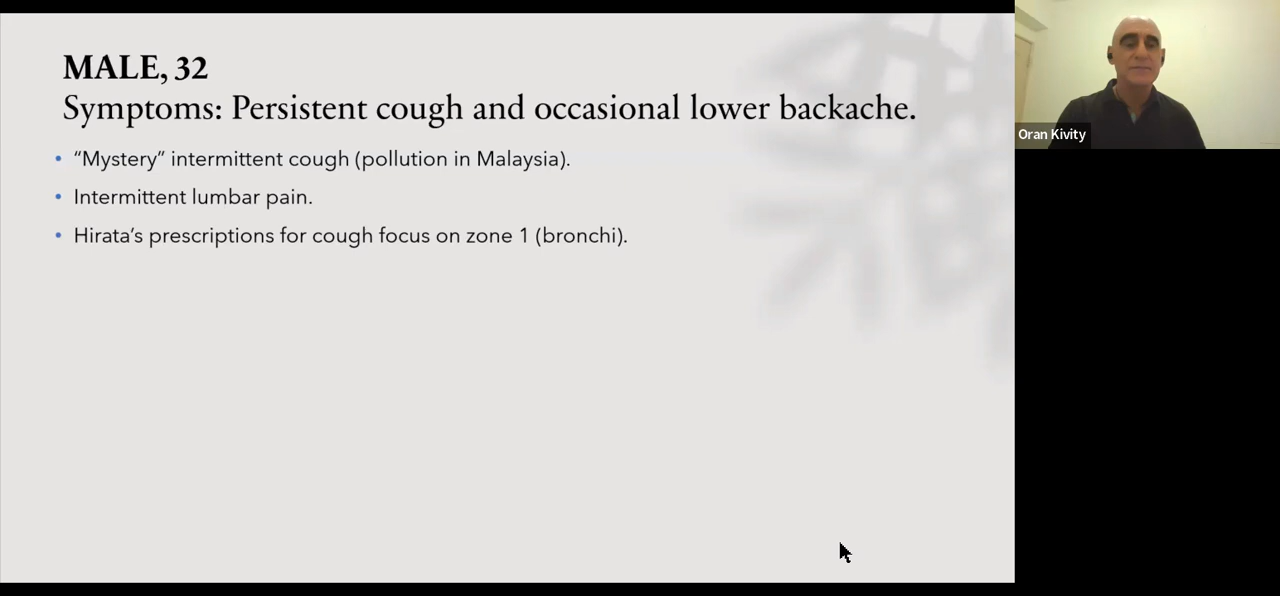 MALE, 32
Symptoms: Persistent cough and occasional lower backache.
• “Mystery” intermittent cough (pollution in Malaysia).
• Intermittent lumbar pain.
• Hirata’s prescriptions for cough focus on zone 1 (bronchi).
Oran Kivity